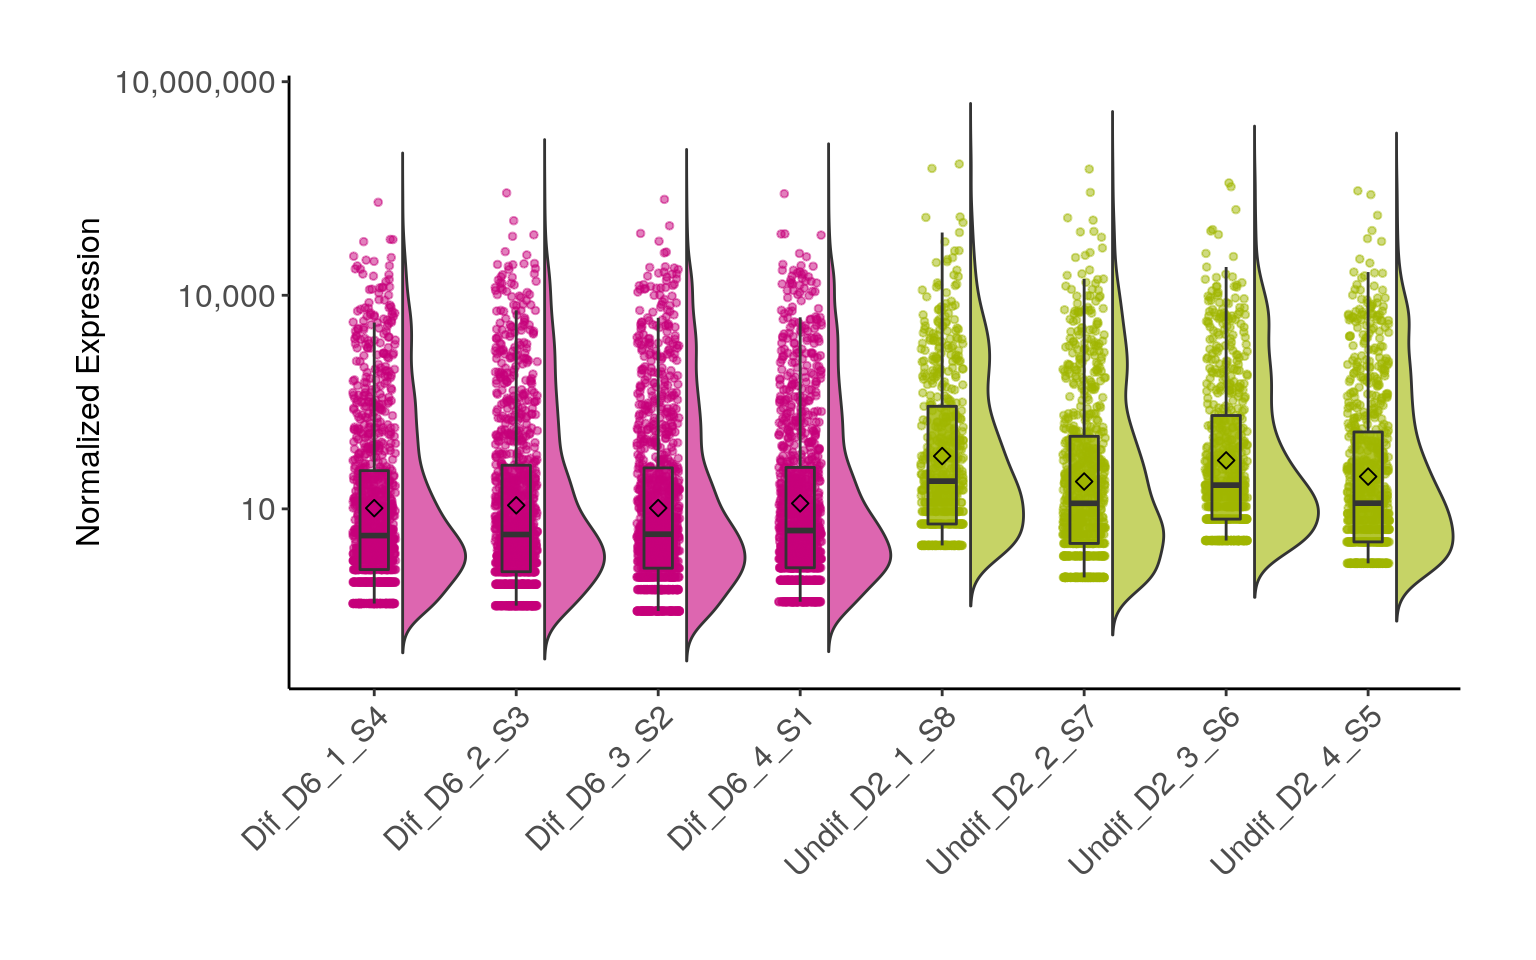 Normalized Expression
10,000,000
10,000
10
Dif_D6_1_S4
Dif_D6_2_S3
Dif_D6_3_S2
Dif_D6_4_S1
Undif_D2_1_S8
Undif_D2_2_S7
Undif_D2_3_S6
Undif_D2_4_S5